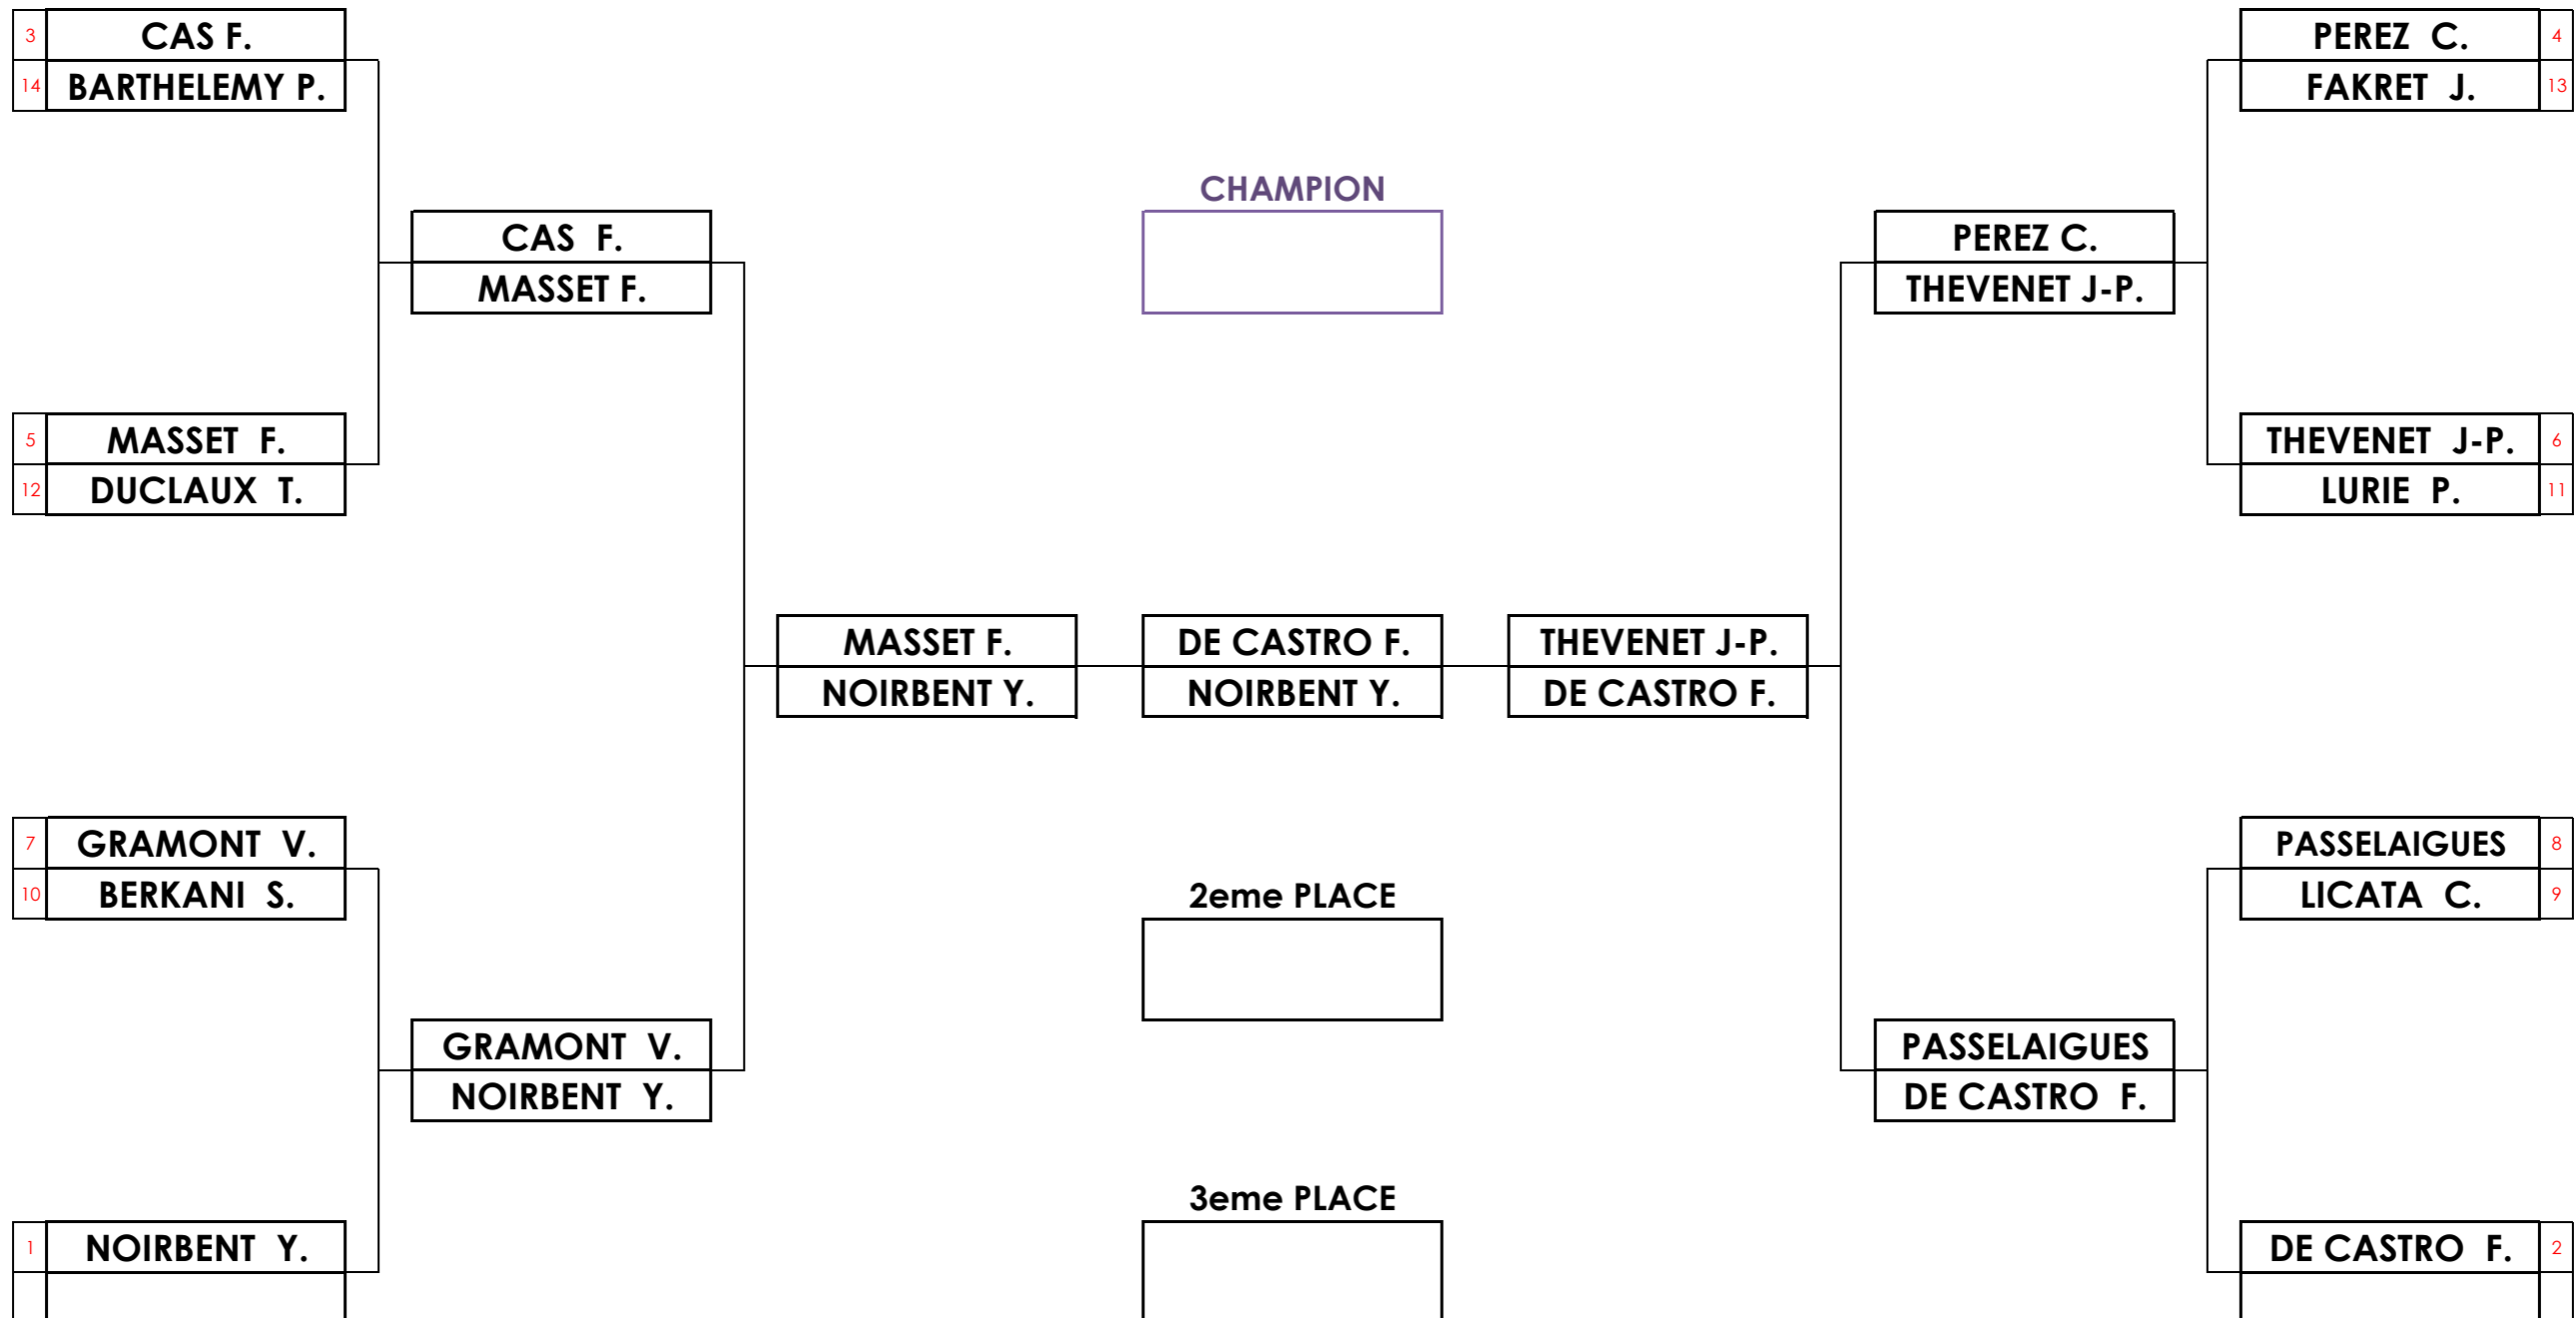 3 CAS F. PEREZ C. 4
14 BARTHELEMY P. FAKRET J. 13
CHAMPION
CAS F. PEREZ C.
MASSET F. THEVENET J-P.
5 MASSET F. THEVENET J-P. 6
12 DUCLAUX T. LURIE P. 11
MASSET F. DE CASTRO F. THEVENET J-P.
NOIRBENT Y. NOIRBENT Y. DE CASTRO F.
7 GRAMONT V. PASSELAIGUES 8
10 BERKANI S. 2eme PLACE LICATA C. 9
GRAMONT V. PASSELAIGUES
NOIRBENT Y. DE CASTRO F.
3eme PLACE
1 NOIRBENT Y. DE CASTRO F. 2